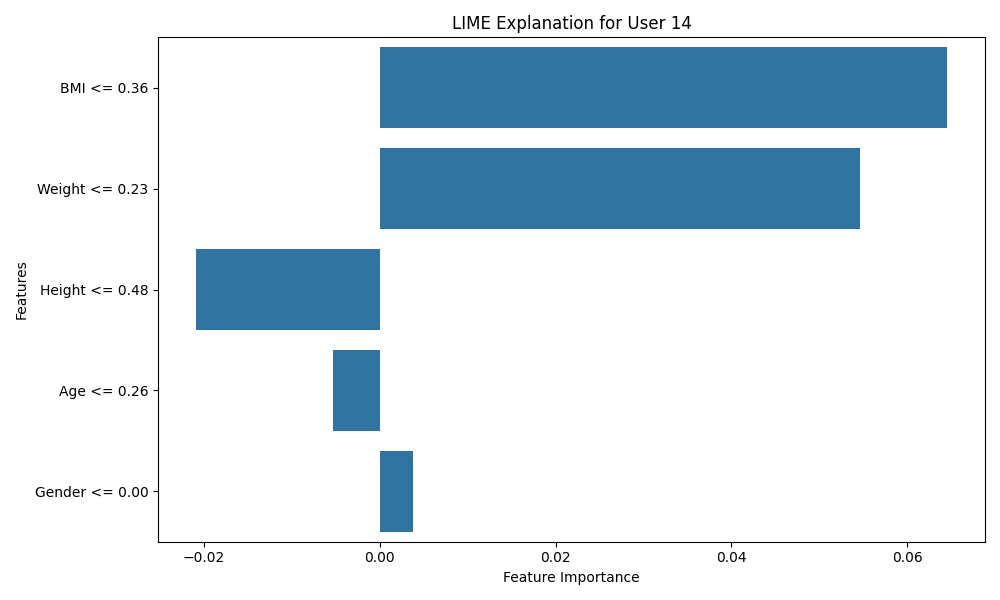 LIME Explanation for User 14
BMI <= 0.36
Weight <= 0.23
Height <= 0.48
Age <= 0.26
Gender <= 0.00
Features
−0.02 0.00 0.02 0.04 0.06
Feature Importance